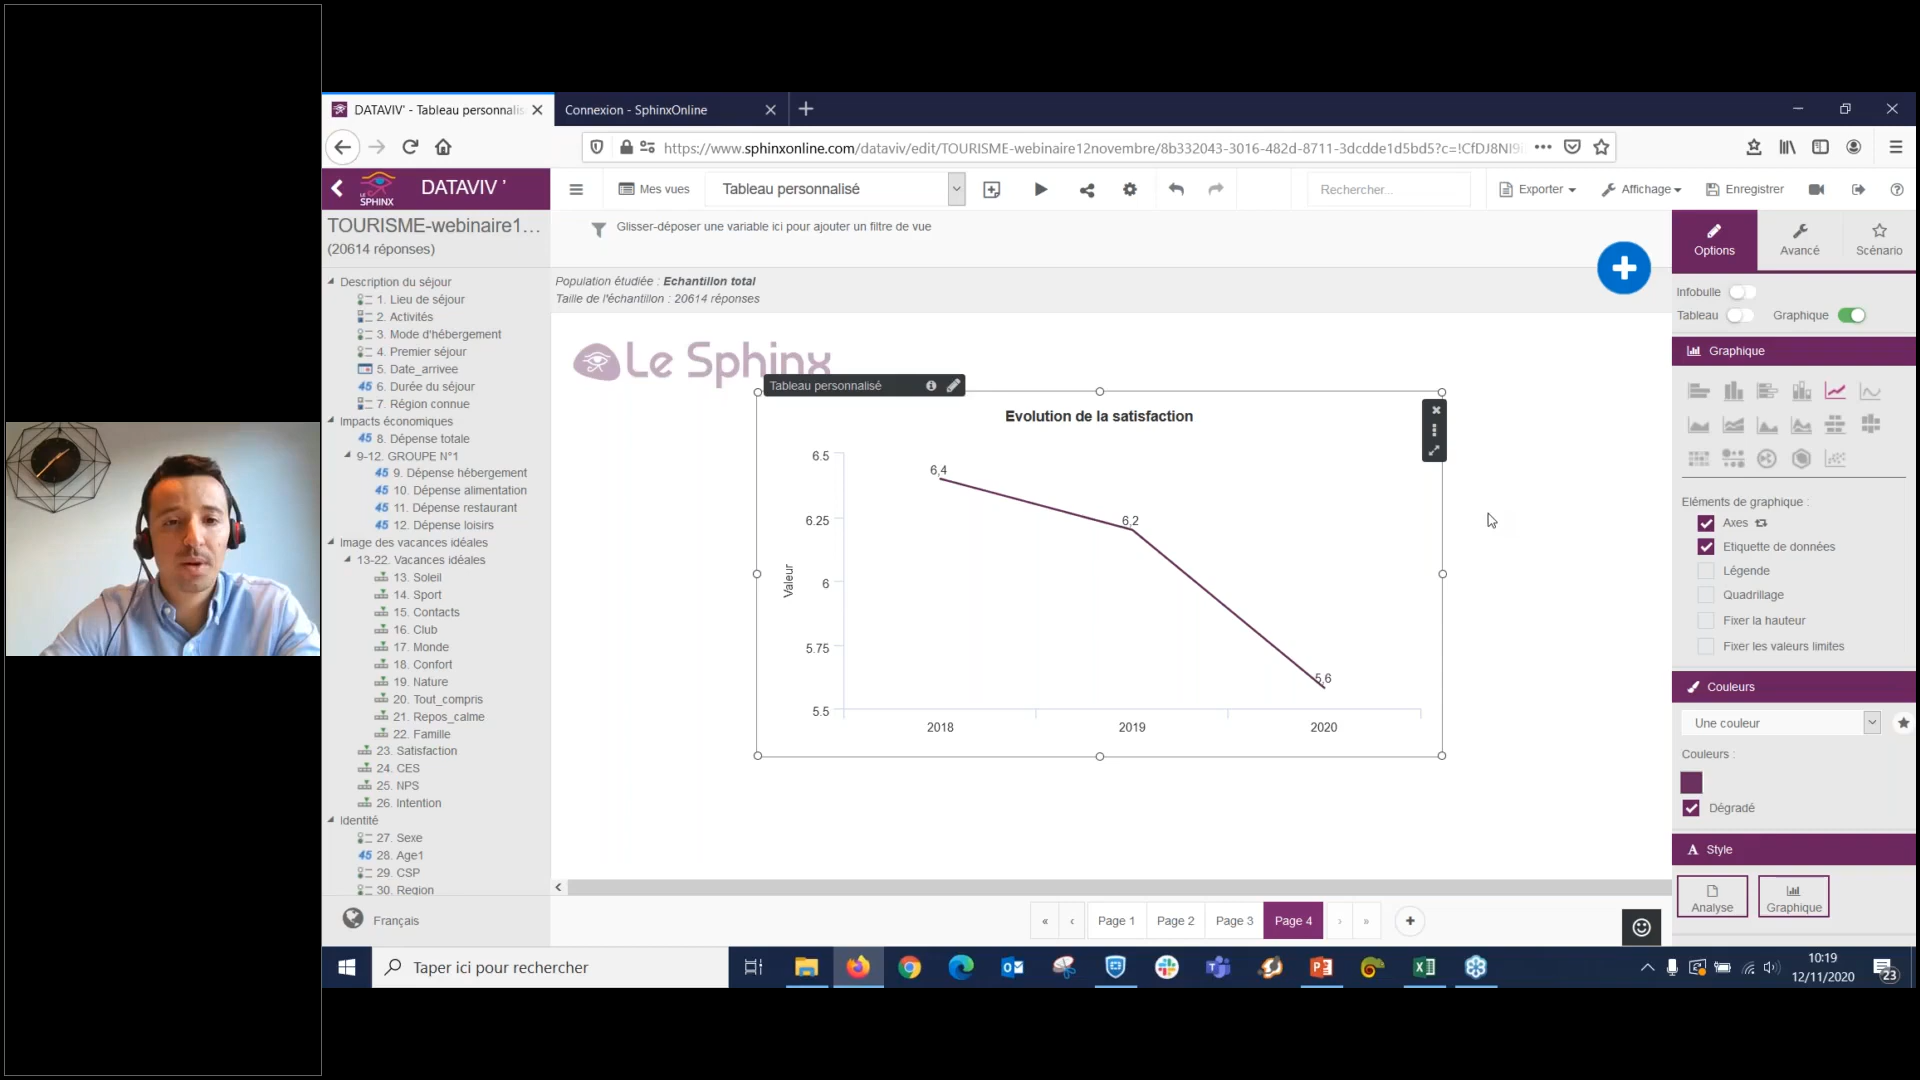 DATAVIV' - Tableau personnalis
Connexion - SphinxOnline
https://www.sphinxonline.com/dataviv/edit/TOURISME-webinaire12novembre/8b332043-3016-482d-8711-3dcdde1d5bd5?c=!CfDJ8NI9i
LE SPHINX
DATAVIV '
Mes vues
Tableau personnalisé
Rechercher...
Exporter
Affichage
Enregistrer
TOURISME-webinaire1...
(20614 réponses)
Glisser-déposer une variable ici pour ajouter un filtre de vue
Population étudiée : Echantillon total
Taille de l'échantillon : 20614 réponses
Description du séjour
1. Lieu de séjour
2. Activités
3. Mode d'hébergement
4. Premier séjour
5. Date_arrivee
45 6. Durée du séjour
7. Région connue
Impacts économiques
45 8. Dépense totale
9-12. GROUPE N°1
45 9. Dépense hébergement
45 10. Dépense alimentation
45 11. Dépense restaurant
45 12. Dépense loisirs
Image des vacances idéales
13-22. Vacances idéales
13. Soleil
14. Sport
15. Contacts
16. Club
17. Monde
18. Confort
19. Nature
20. Tout_compris
21. Repos_calme
22. Famille
23. Satisfaction
24. CES
25. NPS
26. Intention
Identité
27. Sexe
45 28. Age1
29. CSP
30. Region
Français
Le Sphinx
Tableau personnalisé
Evolution de la satisfaction
Valeur
6.5
6.25
6
5.75
5.5
6,4
6,2
5,6
2018
2019
2020
« ‹ Page 1 Page 2 Page 3 Page 4 › »
Options
Avancé
Scénario
Infobulle
Tableau
Graphique
Graphique
Eléments de graphique :
Axes
Etiquette de données
Légende
Quadrillage
Fixer la hauteur
Fixer les valeurs limites
Couleurs
Une couleur
Couleurs :
Dégradé
A Style
Analyse
Graphique
Taper ici pour rechercher
10:19
12/11/2020
23